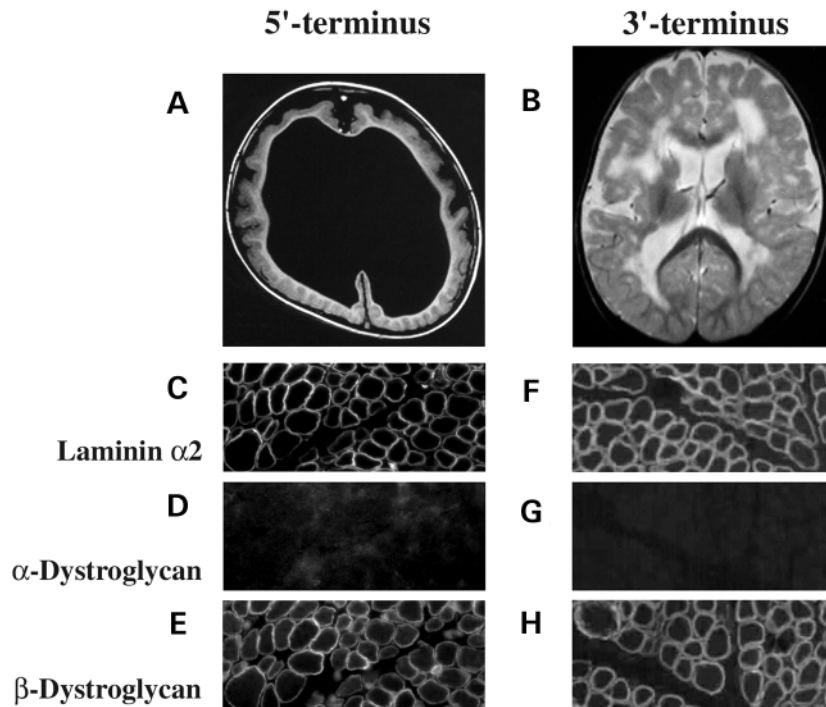 5'-terminus
3'-terminus
A
B
C
F
Laminin α2
D
G
α-Dystroglycan
E
H
β-Dystroglycan